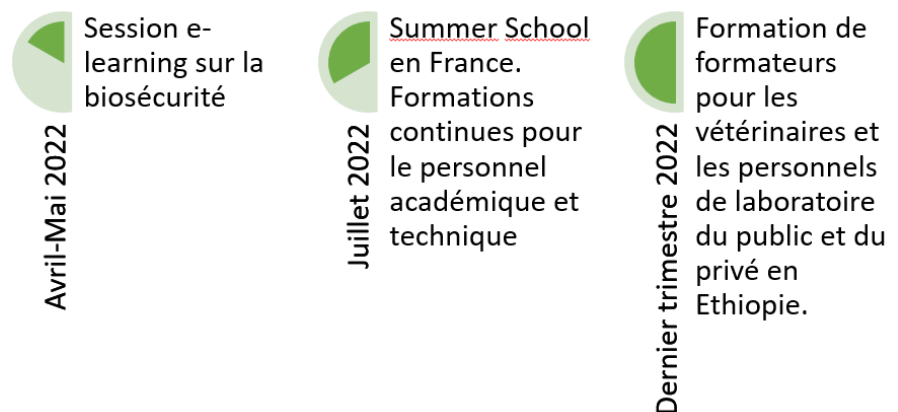 Session e-
learning sur la
biosécurité
Avril-Mai 2022
Summer School
en France.
Formations
continues pour
le personnel
académique et
technique
Juillet 2022
Formation de
formateurs
pour les
vétérinaires et
les personnels
de laboratoire
du public et du
privé en
Ethiopie.
Dernier trimestre 2022